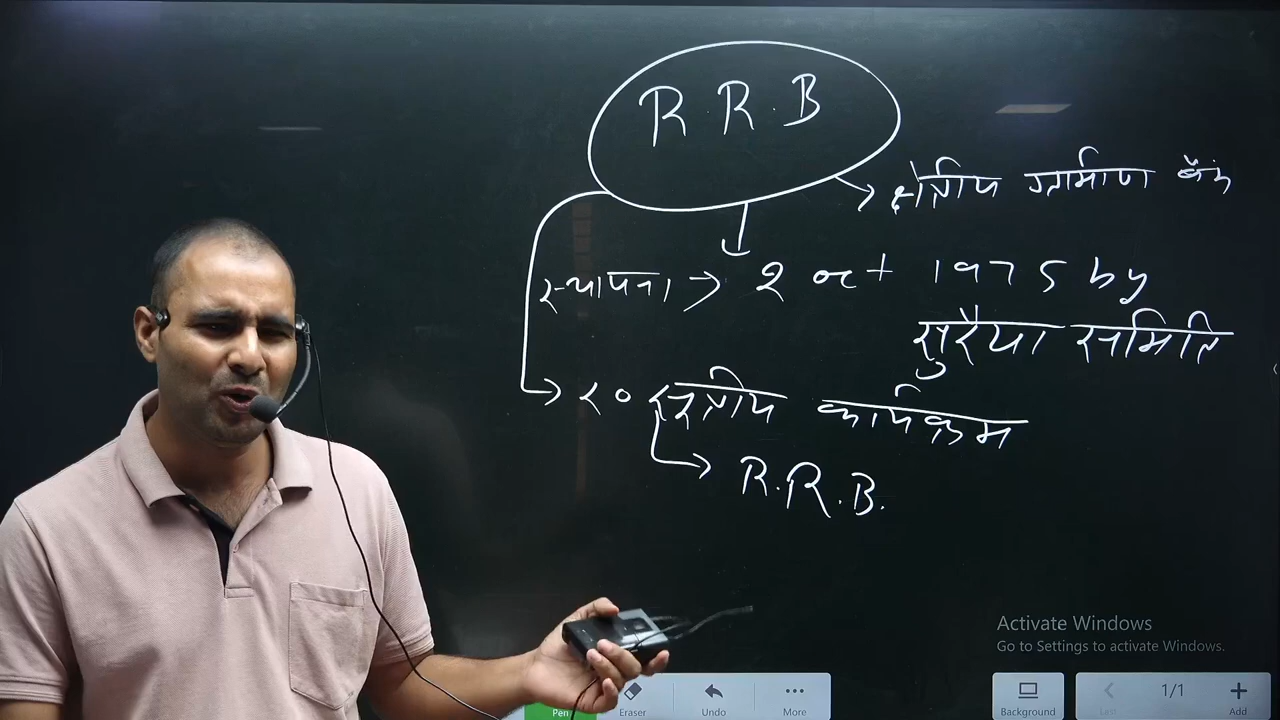 R. R. B
क्षेत्रीय ग्रामीण बैंक
स्थापना → 2 oct 1975 by
सुरैया समिति
→ 20 सूत्रीय कार्यक्रम
→ R. R. B.
Activate Windows
Go to Settings to activate Windows.
Pen Eraser Undo More Background Last 1/1 Add